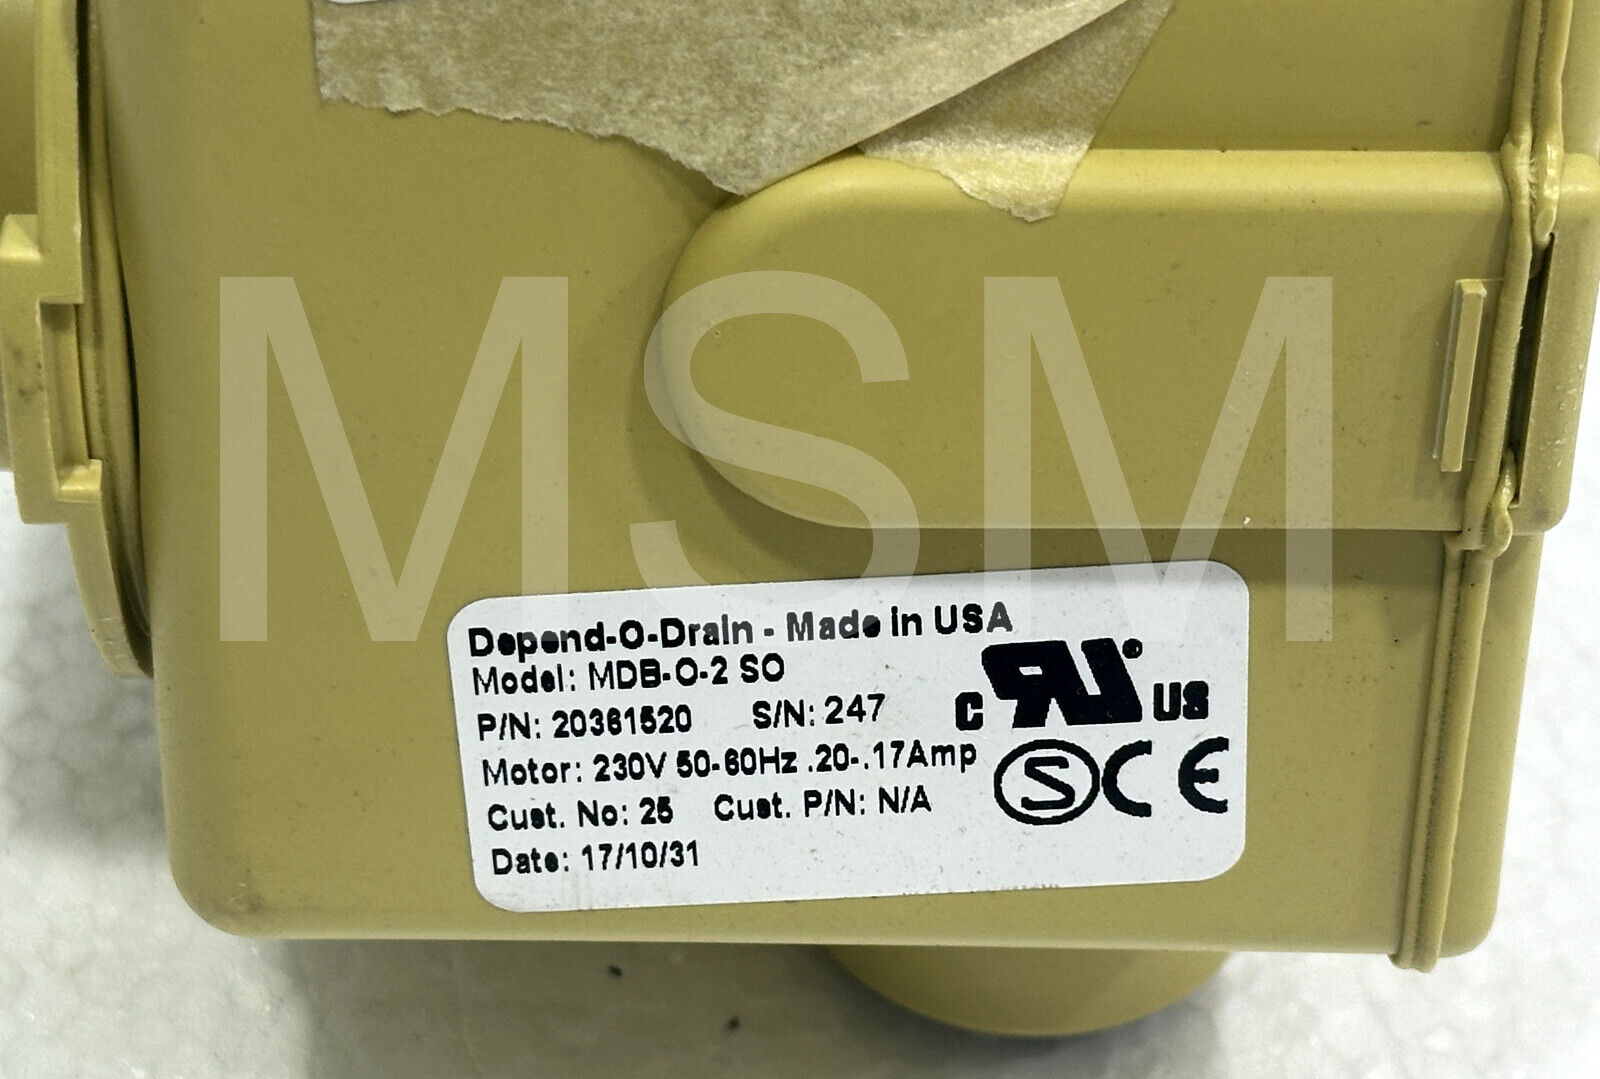 MSM
Depend-O-Drain - Made in USA
Model: MDB-O-2 SO
P/N: 20361520 S/N: 247
C RU® US
Motor: 230V 50-60Hz .20-.17Amp
S CE
Cust. No: 25 Cust. P/N: N/A
Date: 17/10/31